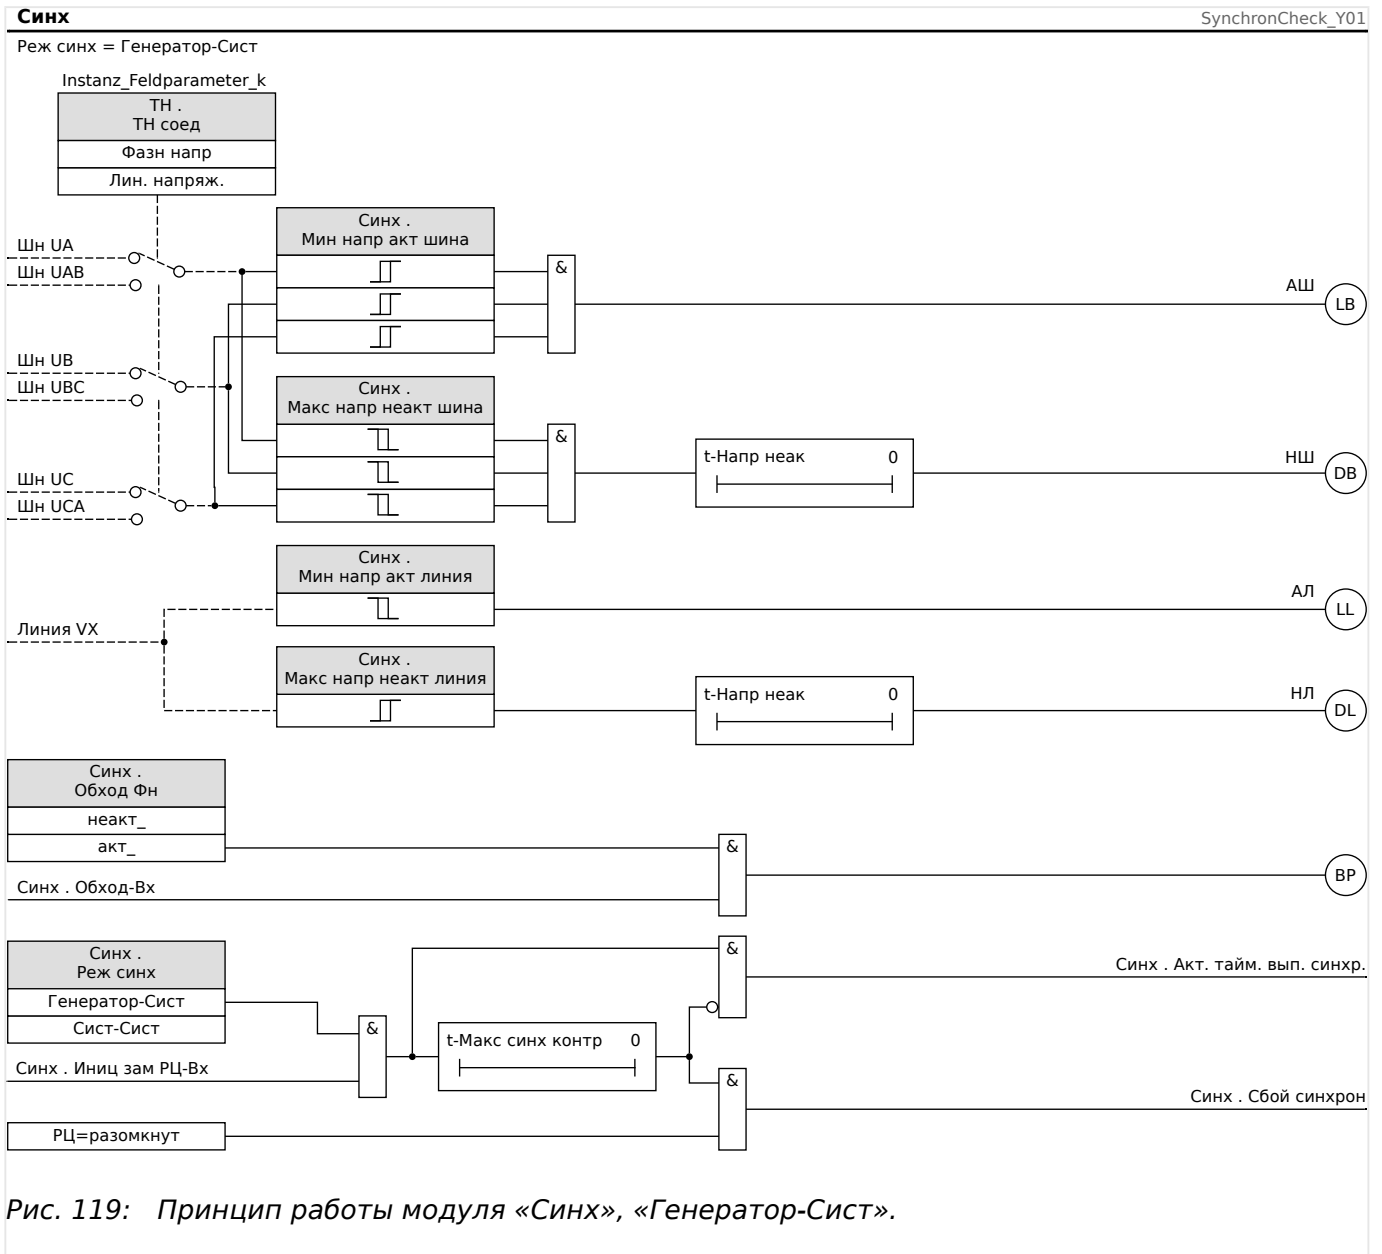 Синх
SynchronCheck_Y01
Реж синх = Генератор-Сист
Instanz_Feldparameter_k
ТН .
ТН соед
Фазн напр
Лин. напряж.
Шн UA
Шн UAB
Шн UB
Шн UBC
Шн UC
Шн UCA
Синх .
Мин напр акт шина
&
АШ
LB
Синх .
Макс напр неакт шина
&
t-Напр неак 0
НШ
DB
Синх .
Мин напр акт линия
АЛ
LL
Линия VX
Синх .
Макс напр неакт линия
t-Напр неак 0
НЛ
DL
Синх .
Обход Фн
неакт_
акт_
Синх . Обход-Вх
&
BP
Синх .
Реж синх
Генератор-Сист
Сист-Сист
Синх . Иниц зам РЦ-Вх
&
t-Макс синх контр 0
&
Синх . Акт. тайм. вып. синхр.
&
Синх . Сбой синхрон
РЦ=разомкнут
Рис. 119: Принцип работы модуля «Синх», «Генератор-Сист».